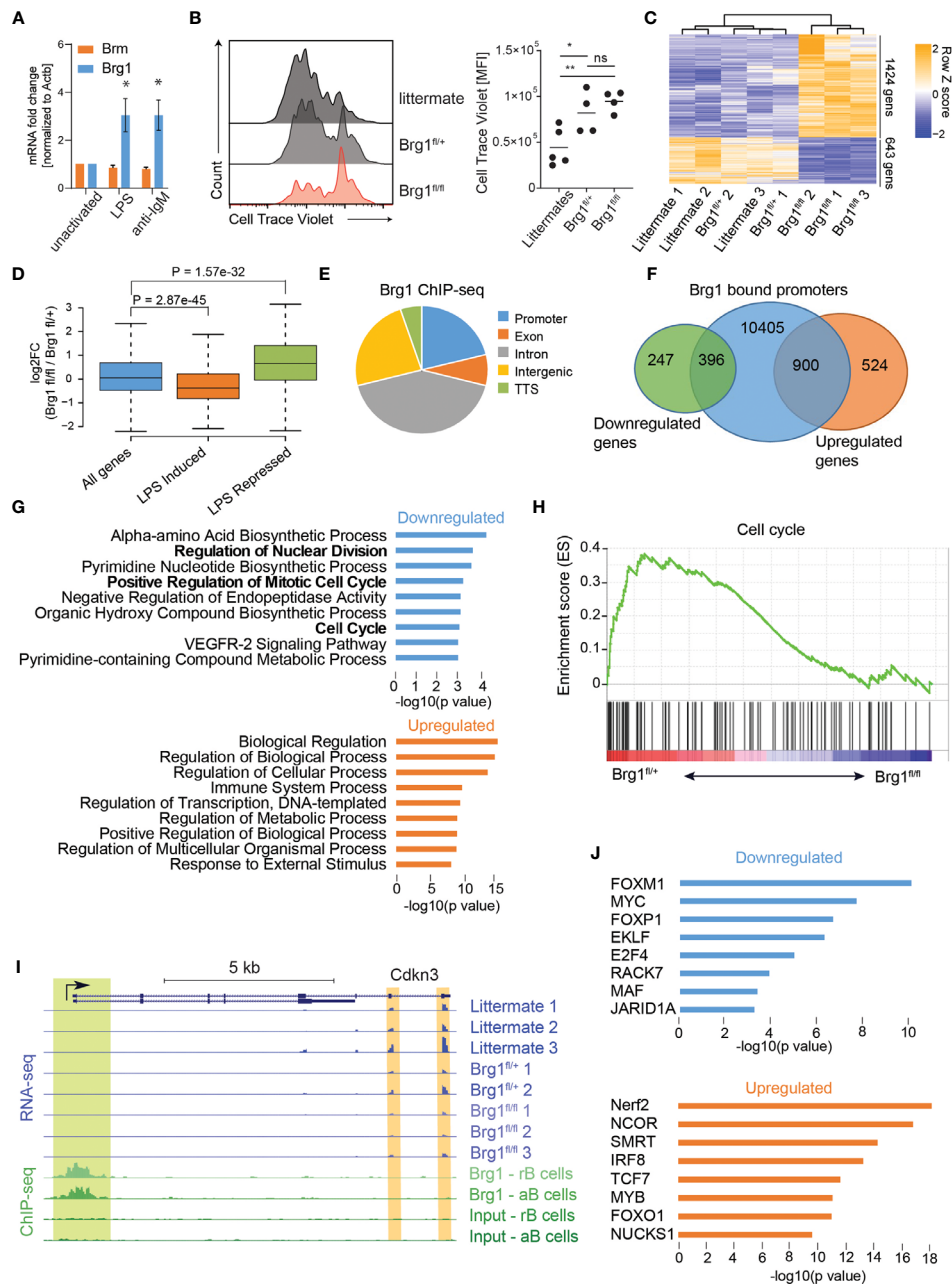 A
Brm
Brg1
mRNA fold change
[normalized to Actb]
6
4
2
0
*
*
unactivated
LPS
anti-IgM
B
Count
littermate
Brg1fl/+
Brg1fl/fl
Cell Trace Violet
Cell Trace Violet [MFI]
1.5×10⁵
1×10⁵
0.5×10⁵
0
*
ns
**
Littermates
Brg1fl/+
Brg1fl/fl
C
1424 gens
643 gens
Row Z score
2
0
−2
Littermate 1
Littermate 2
Brg1fl/+ 2
Littermate 3
Brg1fl/+ 1
Brg1fl/fl 2
Brg1fl/fl 1
Brg1fl/fl 3
D
P = 1.57e-32
P = 2.87e-45
log2FC
(Brg1 fl/fl / Brg1 fl/+)
3
2
1
0
−1
−2
All genes
LPS Induced
LPS Repressed
E
Brg1 ChIP-seq
Promoter
Exon
Intron
Intergenic
TTS
F
Brg1 bound promoters
10405
247
396
900
524
Downregulated
genes
Upregulated
genes
G
Downregulated
Alpha-amino Acid Biosynthetic Process
Regulation of Nuclear Division
Pyrimidine Nucleotide Biosynthetic Process
Positive Regulation of Mitotic Cell Cycle
Negative Regulation of Endopeptidase Activity
Organic Hydroxy Compound Biosynthetic Process
Cell Cycle
VEGFR-2 Signaling Pathway
Pyrimidine-containing Compound Metabolic Process
0 1 2 3 4
-log10(p value)
Upregulated
Biological Regulation
Regulation of Biological Process
Regulation of Cellular Process
Immune System Process
Regulation of Transcription, DNA-templated
Regulation of Metabolic Process
Positive Regulation of Biological Process
Regulation of Multicellular Organismal Process
Response to External Stimulus
0 5 10 15
-log10(p value)
H
Cell cycle
Enrichment score (ES)
0.4
0.3
0.2
0.1
0
Brg1fl/+
Brg1fl/fl
I
5 kb
Cdkn3
RNA-seq
Littermate 1
Littermate 2
Littermate 3
Brg1fl/+ 1
Brg1fl/+ 2
Brg1fl/fl 1
Brg1fl/fl 2
Brg1fl/fl 3
ChIP-seq
Brg1 - rB cells
Brg1 - aB cells
Input - rB cells
Input - aB cells
J
Downregulated
FOXM1
MYC
FOXP1
EKLF
E2F4
RACK7
MAF
JARID1A
0 2 4 6 8 10
-log10(p value)
Upregulated
Nerf2
NCOR
SMRT
IRF8
TCF7
MYB
FOXO1
NUCKS1
0 2 4 6 8 10 12 14 16 18
-log10(p value)